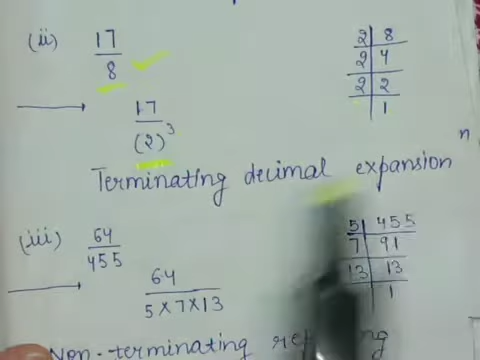 (ii) 17/8
2 | 8
2 | 4
2 | 2
1
17/(2)³
n
Terminating decimal expansion
(iii) 64/455
5 | 455
7 | 91
13 | 13
1
64/(5×7×13)
Non-terminating